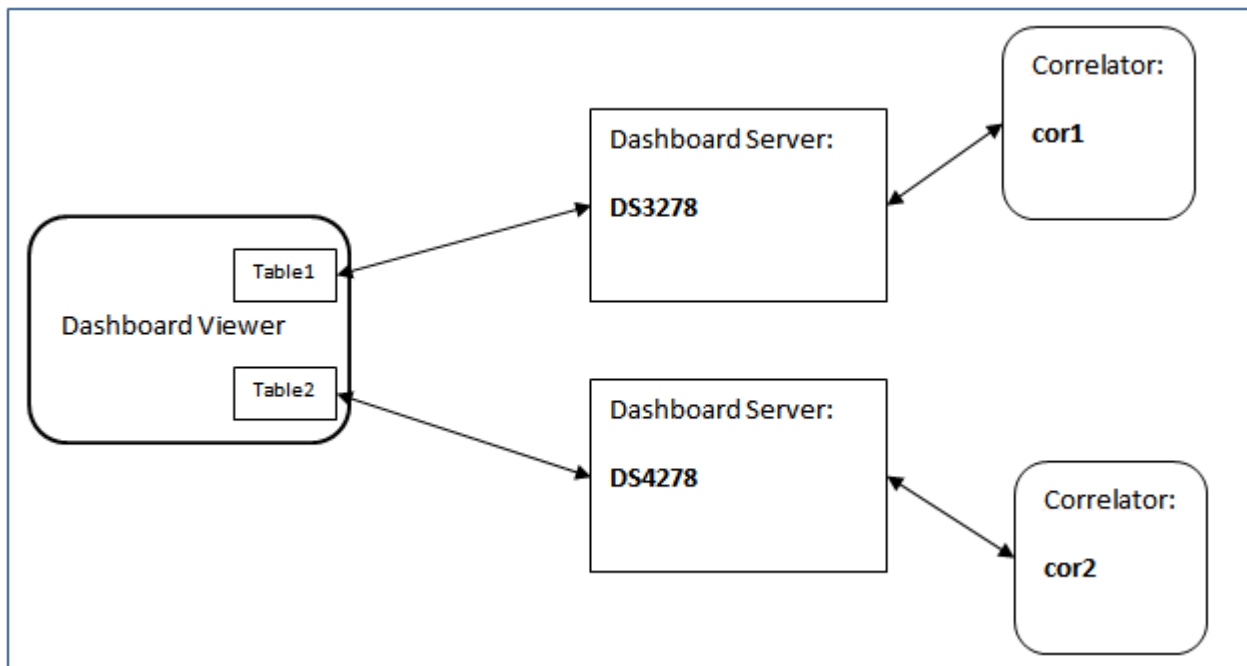 Correlator:
cor1
Dashboard Server:
DS3278
Table1
Dashboard Viewer
Table2
Dashboard Server:
DS4278
Correlator:
cor2